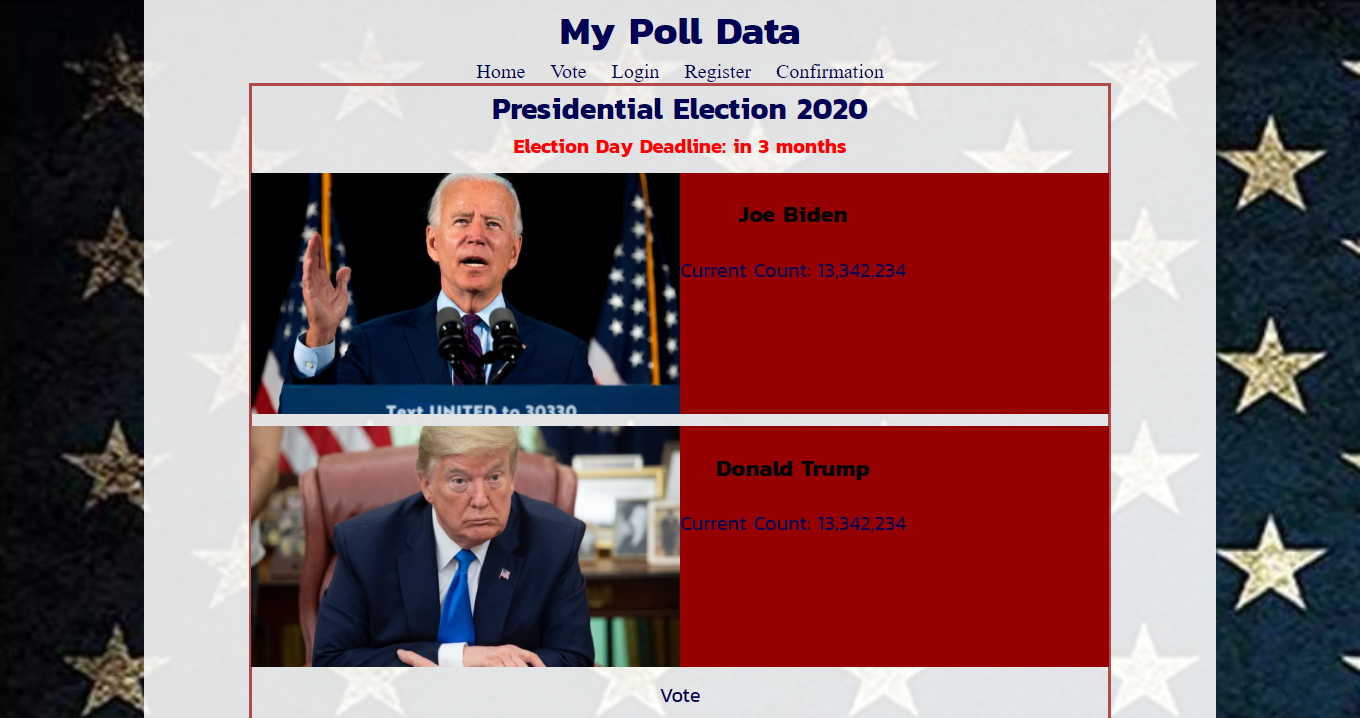 My Poll Data
Home Vote Login Register Confirmation
Presidential Election 2020
Election Day Deadline: in 3 months
Joe Biden
Current Count: 13,342,234
Text UNITED to 30330
Donald Trump
Current Count: 13,342,234
Vote